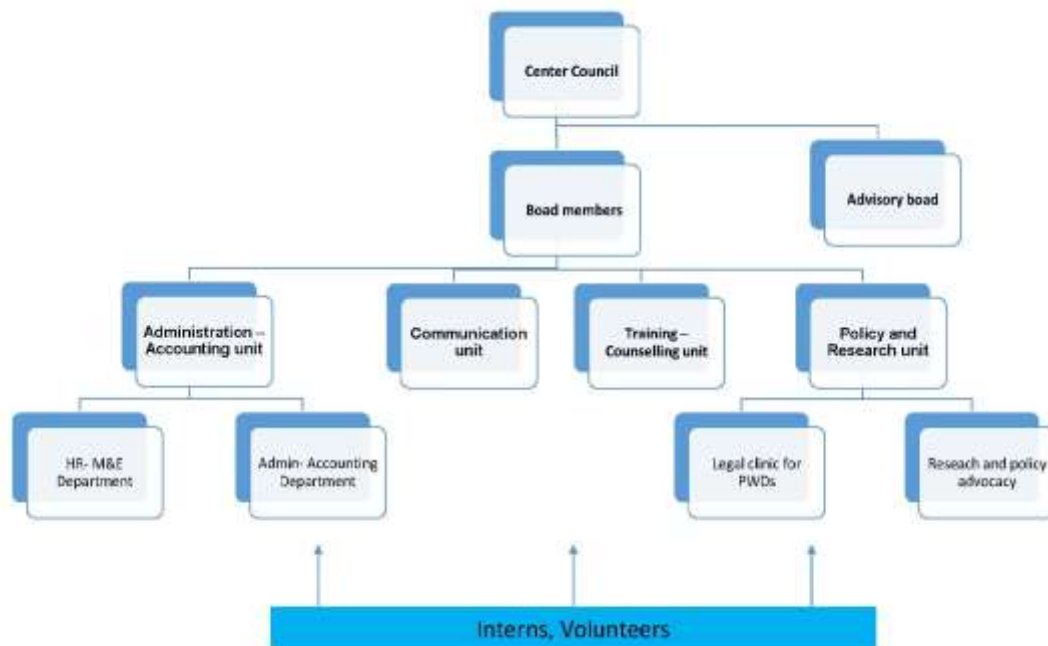 Center Council
Boad members
Advisory boad
Administration –
Accounting unit
Communication
unit
Training –
Counselling unit
Policy and
Research unit
HR- M&E
Department
Admin- Accounting
Department
Legal clinic for
PWDs
Reseach and policy
advocacy
Interns, Volunteers